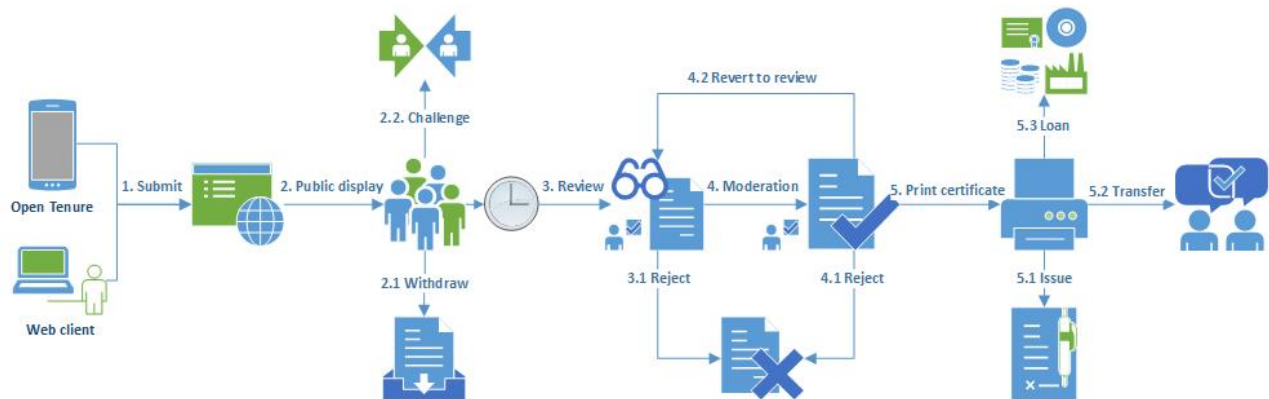 4.2 Revert to review
2.2. Challenge
5.3 Loan
1. Submit
2. Public display
3. Review
4. Moderation
5. Print certificate
5.2 Transfer
Open Tenure
2.1 Withdraw
3.1 Reject
4.1 Reject
5.1 Issue
Web client